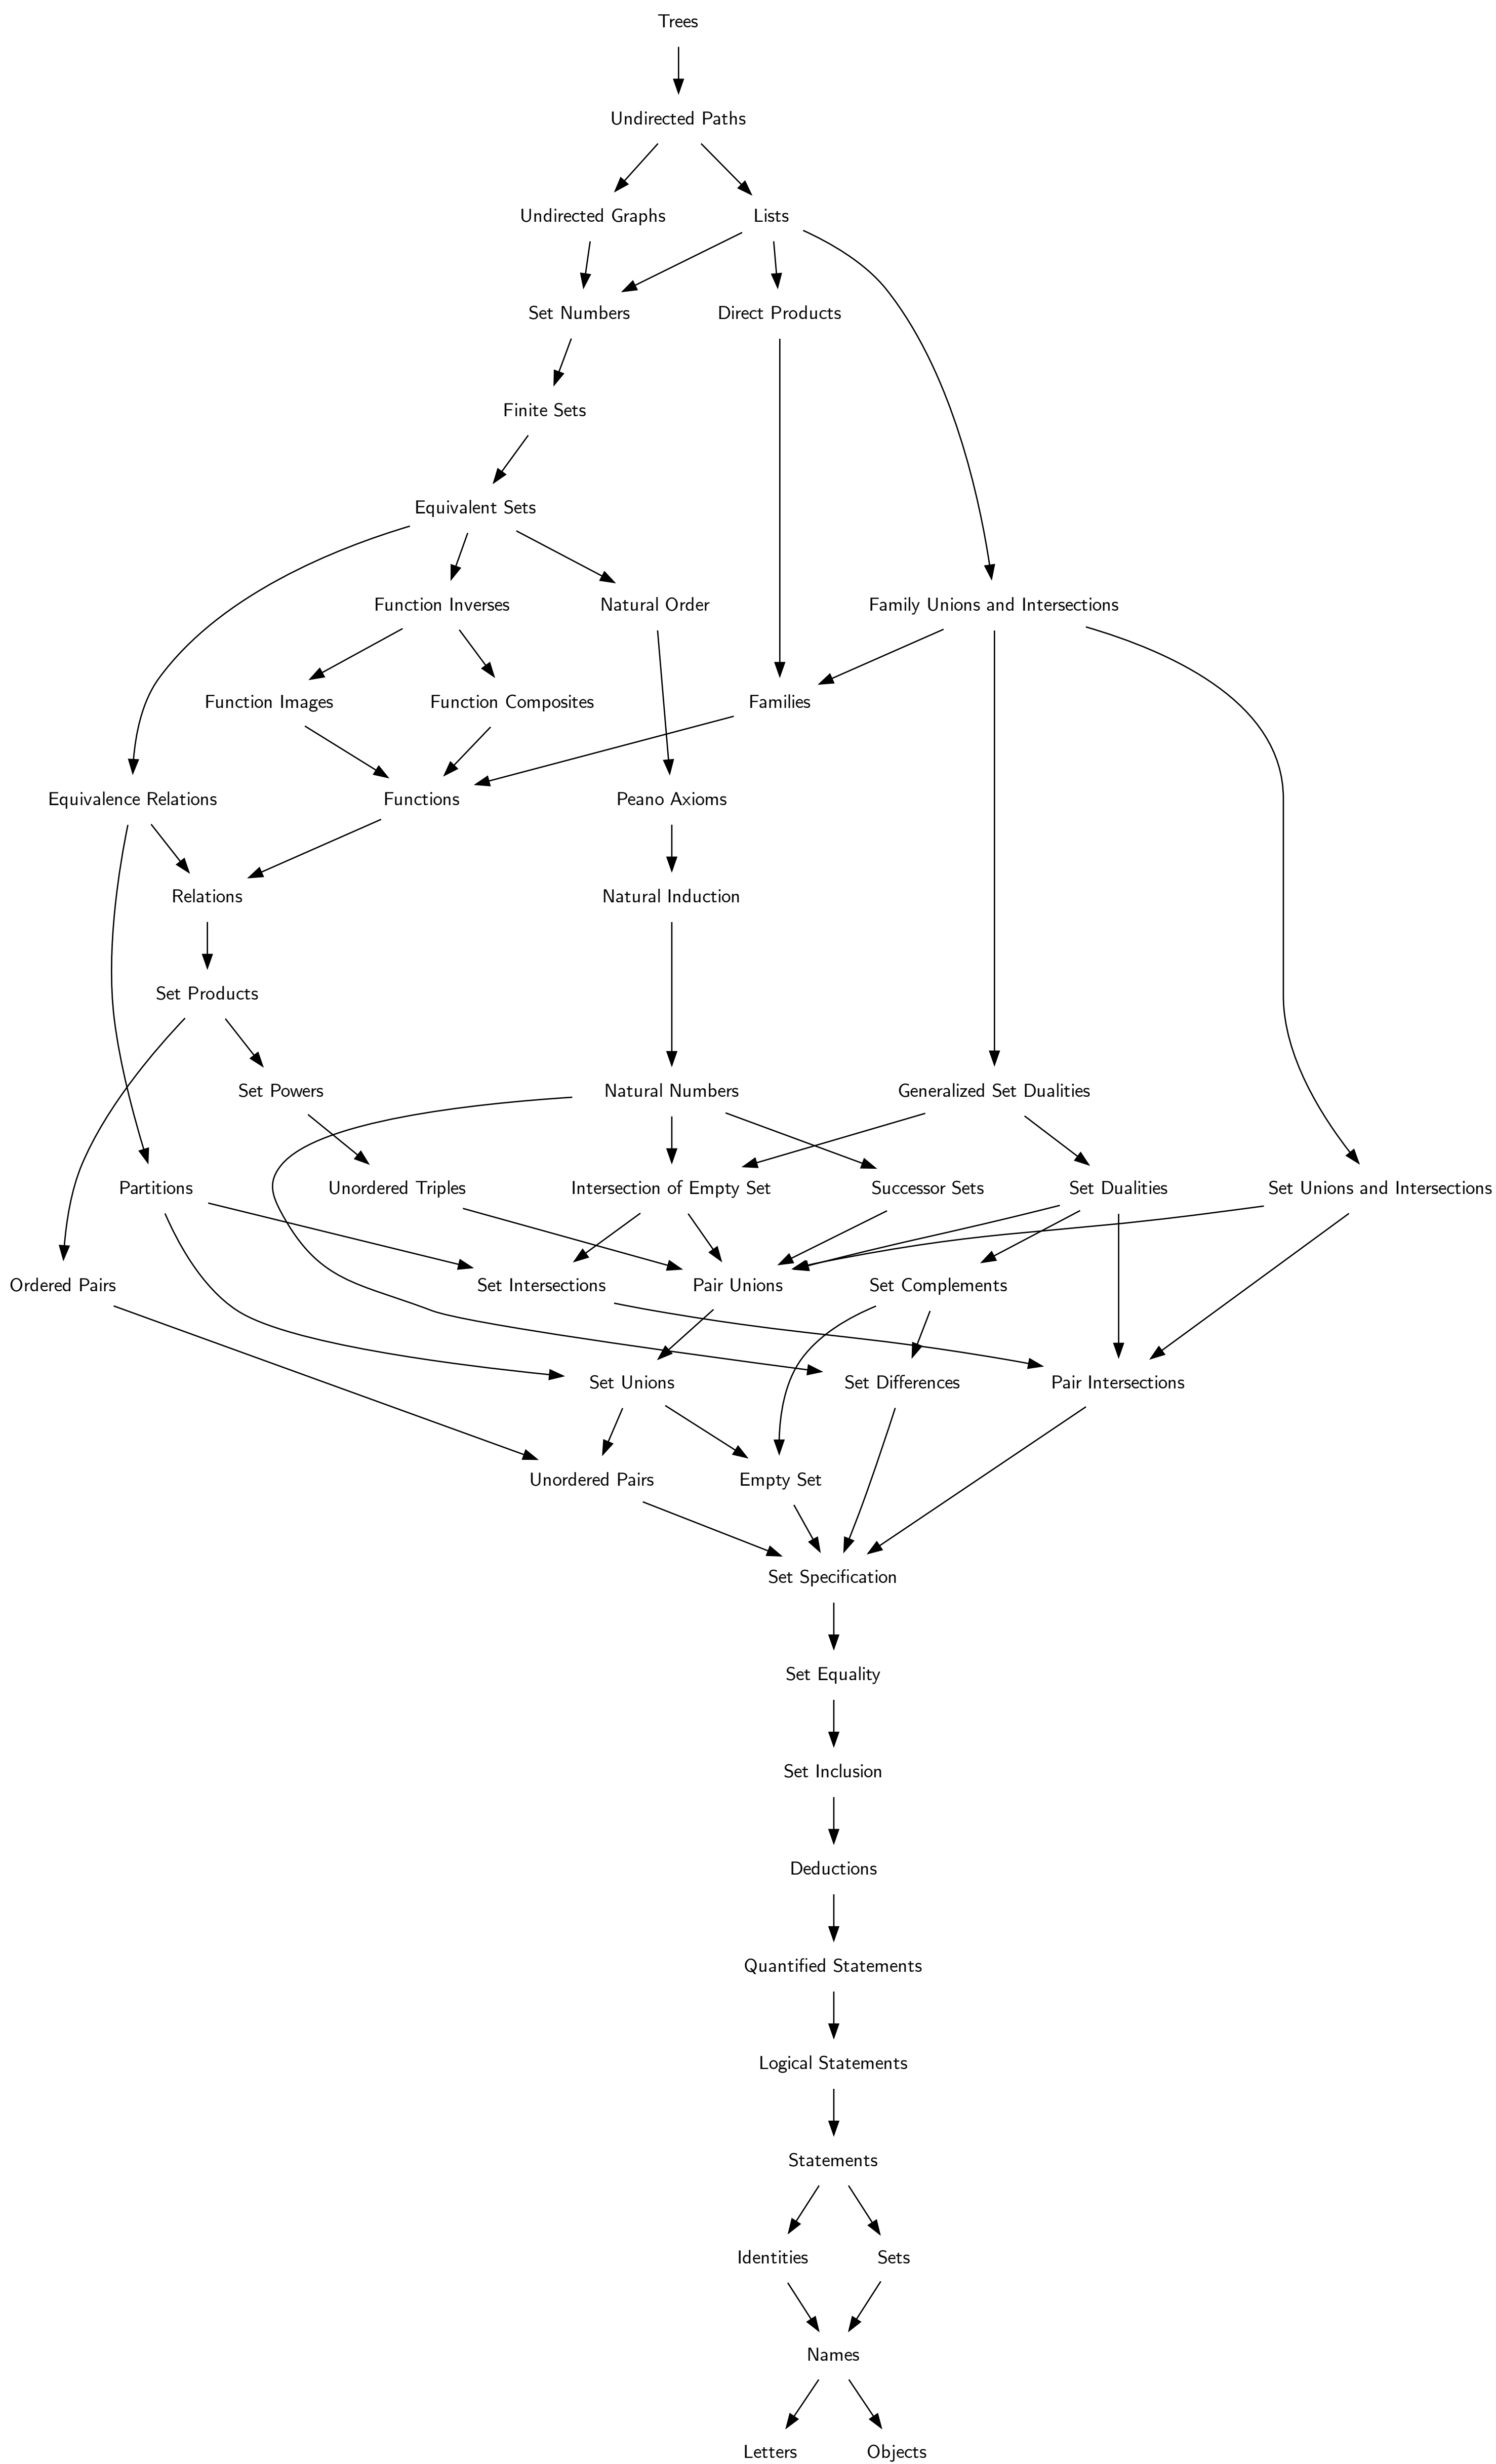 Trees
Undirected Paths
Undirected Graphs
Lists
Set Numbers
Direct Products
Finite Sets
Equivalent Sets
Function Inverses
Natural Order
Family Unions and Intersections
Function Images
Function Composites
Families
Equivalence Relations
Functions
Peano Axioms
Relations
Natural Induction
Set Products
Set Powers
Natural Numbers
Generalized Set Dualities
Partitions
Unordered Triples
Intersection of Empty Set
Successor Sets
Set Dualities
Set Unions and Intersections
Ordered Pairs
Set Intersections
Pair Unions
Set Complements
Set Unions
Set Differences
Pair Intersections
Unordered Pairs
Empty Set
Set Specification
Set Equality
Set Inclusion
Deductions
Quantified Statements
Logical Statements
Statements
Identities
Sets
Names
Letters
Objects